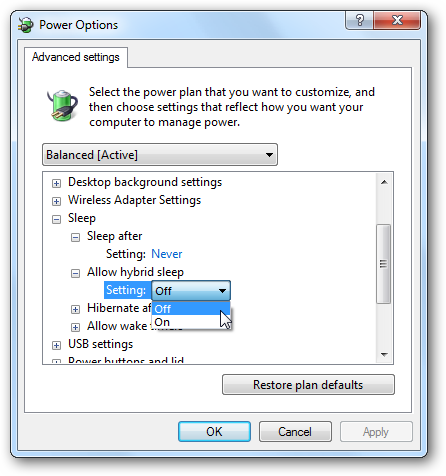 Power Options
Advanced settings
Select the power plan that you want to customize, and
then choose settings that reflect how you want your
computer to manage power.
Balanced [Active]
Desktop background settings
Wireless Adapter Settings
Sleep
Sleep after
Setting: Never
Allow hybrid sleep
Setting: Off
Off
On
Hibernate
Allow wake
USB settings
Power buttons and lid
Restore plan defaults
OK
Cancel
Apply